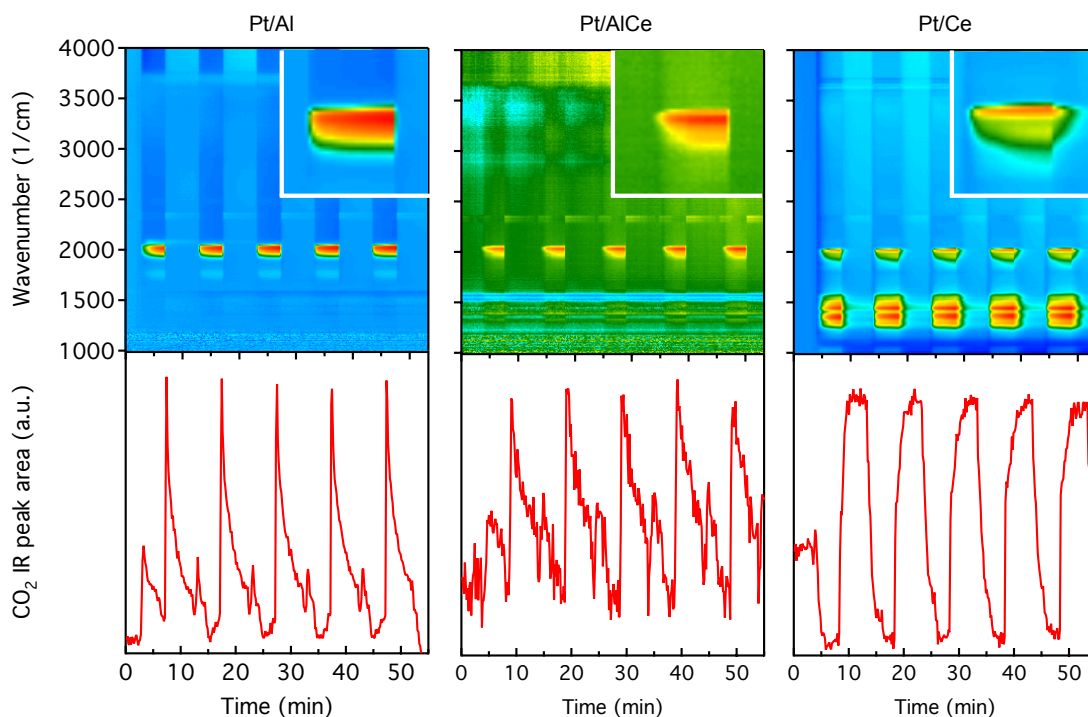 Pt/Al
Pt/AlCe
Pt/Ce
Wavenumber (1/cm)
4000
3500
3000
2500
2000
1500
1000
CO₂ IR peak area (a.u.)
0 10 20 30 40 50
0 10 20 30 40 50
0 10 20 30 40 50
Time (min)
Time (min)
Time (min)